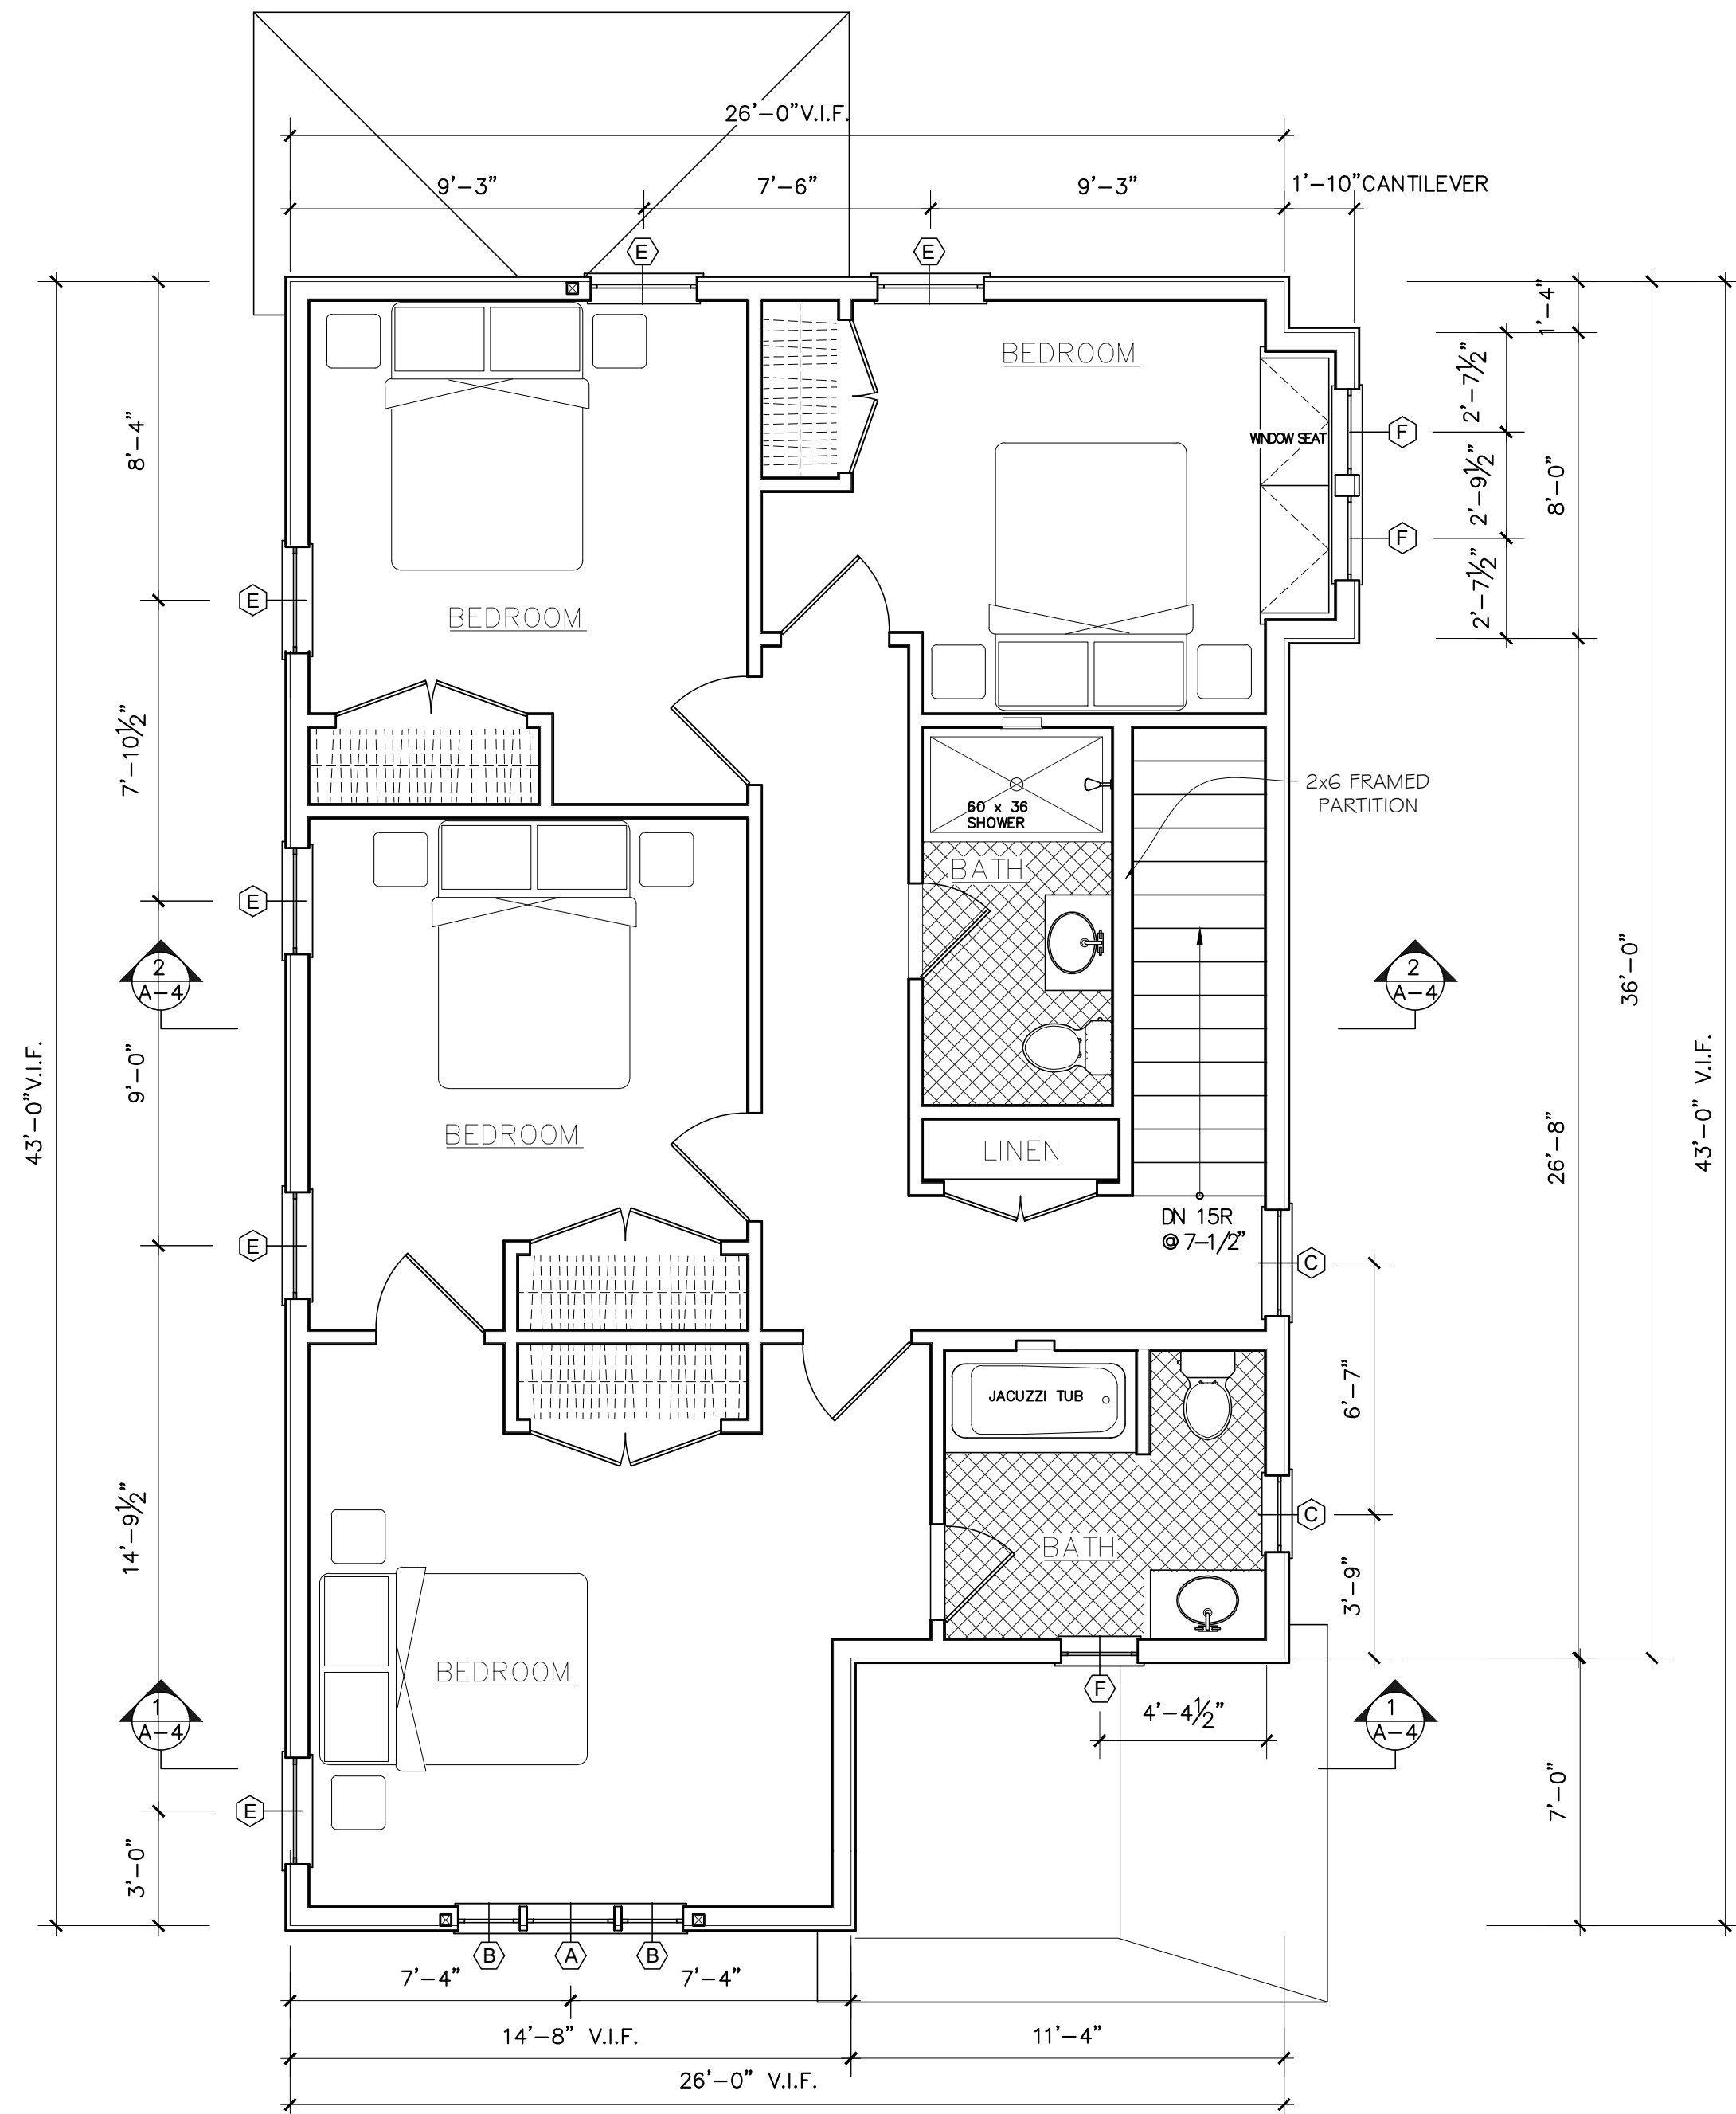 26'-0"V.I.F.
9'-3"
7'-6"
9'-3"
1'-10"CANTILEVER
E
E
1'-4"
BEDROOM
2'-7½"
8'-4"
WINDOW SEAT
F
2'-9½"
8'-0"
F
2'-7½"
E
BEDROOM
7'-10½"
2x6 FRAMED
PARTITION
60 x 36
SHOWER
BATH
E
2
A-4
2
A-4
36'-0"
9'-0"
43'-0"V.I.F.
43'-0" V.I.F.
26'-8"
BEDROOM
LINEN
DN 15R
@ 7-1/2"
E
C
6'-7"
JACUZZI TUB
14'-9½"
C
BATH
3'-9"
BEDROOM
F
4'-4½"
1
A-4
1
A-4
7'-0"
E
3'-0"
B
A
B
7'-4"
7'-4"
14'-8" V.I.F.
11'-4"
26'-0" V.I.F.